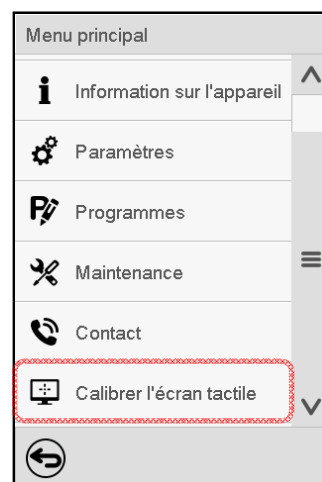 Menu principal
Information sur l'appareil
Paramètres
Programmes
Maintenance
Contact
Calibrer l'écran tactile